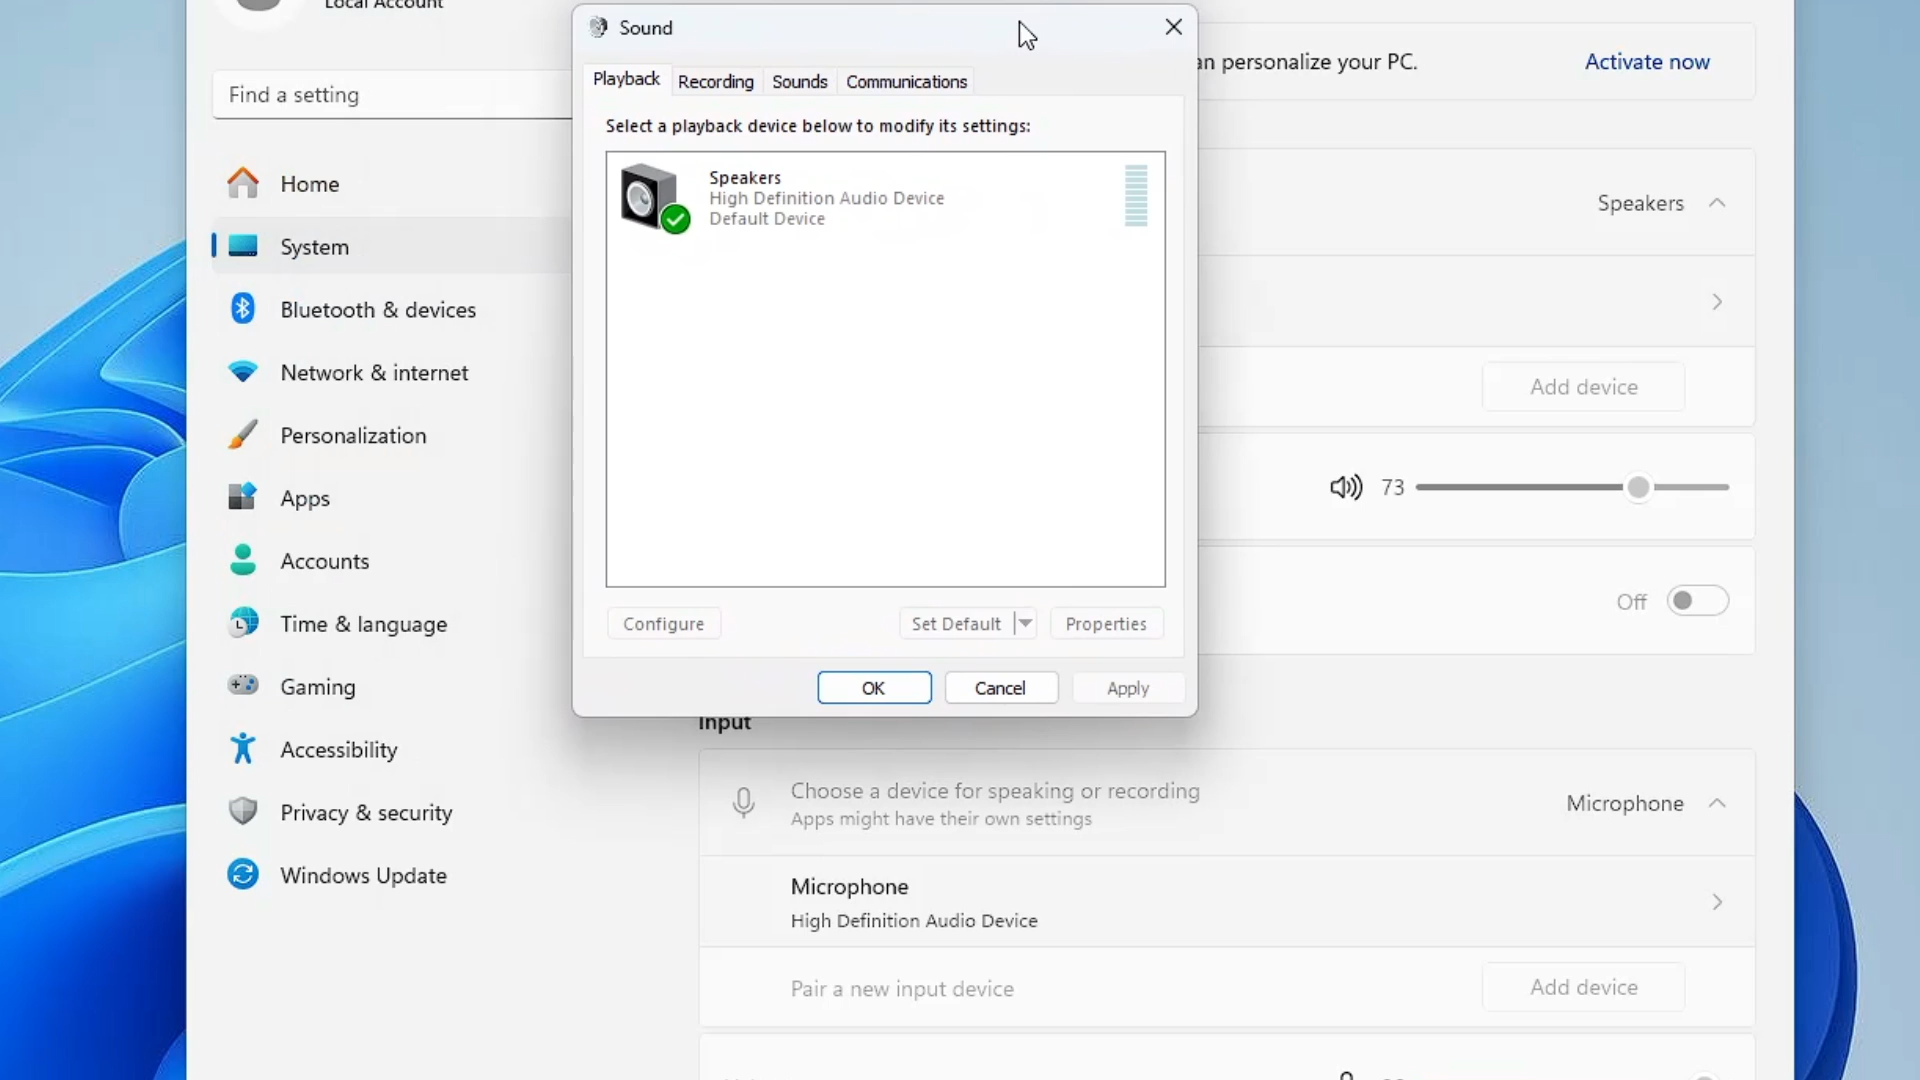 Local Account
Find a setting
Home
System
Bluetooth & devices
Network & internet
Personalization
Apps
Accounts
Time & language
Gaming
Accessibility
Privacy & security
Windows Update
Sound
Playback
Recording
Sounds
Communications
Select a playback device below to modify its settings:
Speakers
High Definition Audio Device
Default Device
Configure
Set Default
Properties
OK
Cancel
Apply
personalize your PC.
Activate now
Speakers
Add device
73
Off
Input
Choose a device for speaking or recording
Apps might have their own settings
Microphone
Microphone
High Definition Audio Device
Pair a new input device
Add device